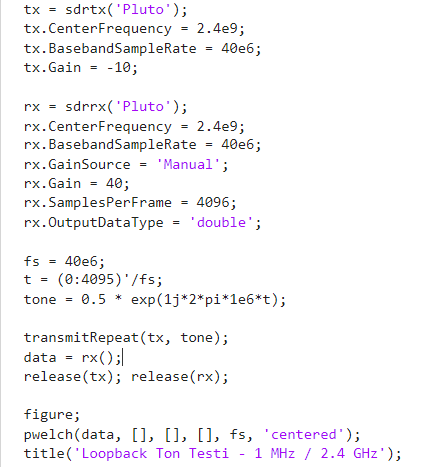 tx = sdrtx('Pluto');
tx.CenterFrequency = 2.4e9;
tx.BasebandSampleRate = 40e6;
tx.Gain = -10;
rx = sdrrx('Pluto');
rx.CenterFrequency = 2.4e9;
rx.BasebandSampleRate = 40e6;
rx.GainSource = 'Manual';
rx.Gain = 40;
rx.SamplesPerFrame = 4096;
rx.OutputDataType = 'double';
fs = 40e6;
t = (0:4095)'/fs;
tone = 0.5 * exp(1j*2*pi*1e6*t);
transmitRepeat(tx, tone);
data = rx();
release(tx); release(rx);
figure;
pwelch(data, [], [], [], fs, 'centered');
title('Loopback Ton Testi - 1 MHz / 2.4 GHz');